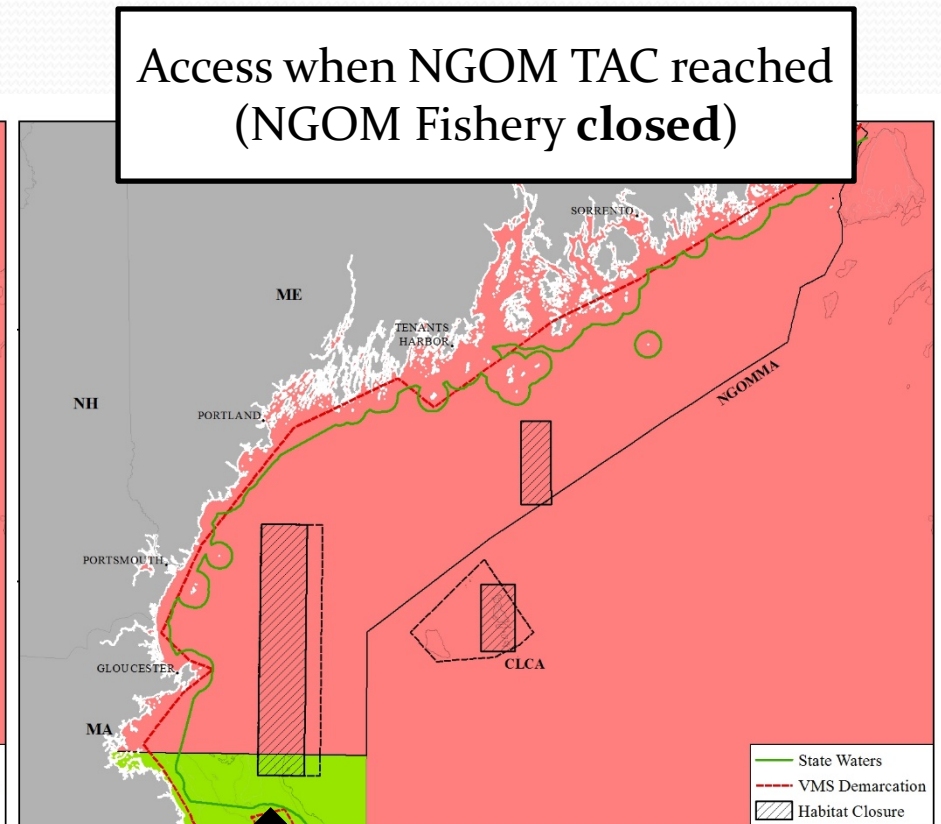 Access when NGOM TAC reached
(NGOM Fishery closed)
SORRENTO
ME
TENANTS
HARBOR
NGOMMA
NH
PORTLAND
PORTSMOUTH
GLOUCESTER
CLCA
MA
State Waters
VMS Demarcation
Habitat Closure